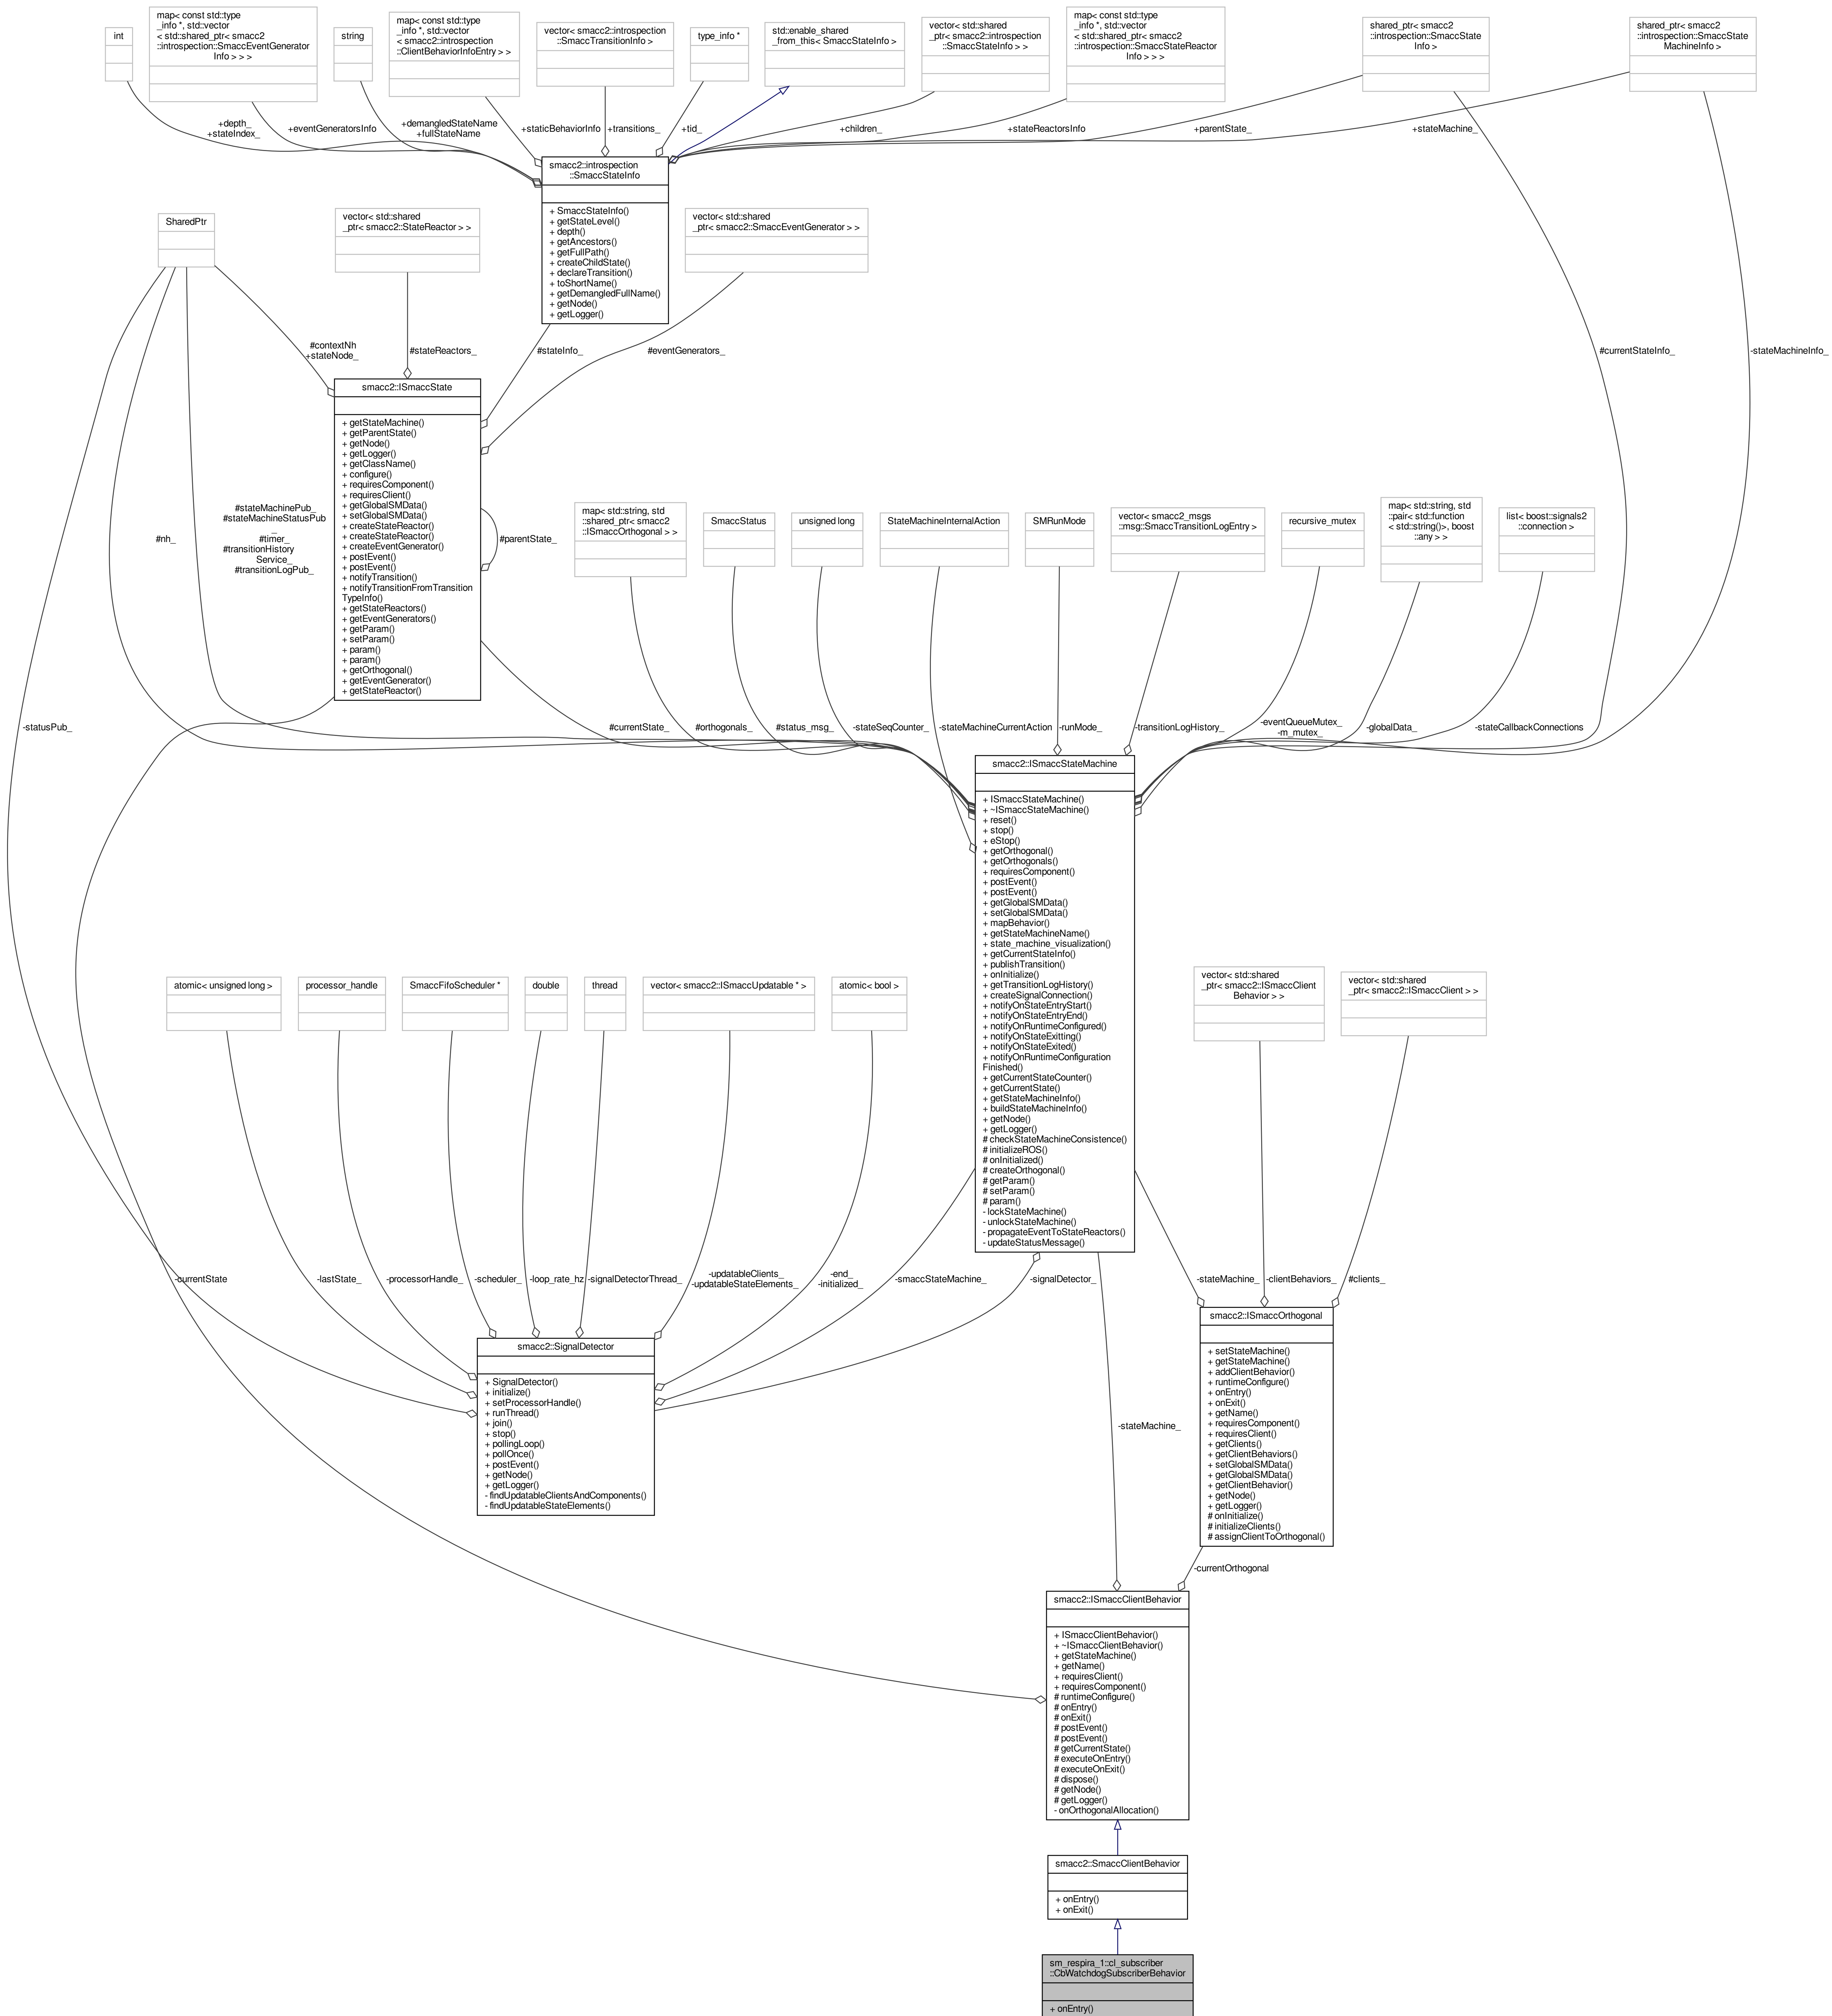 int
map< const std::type
_info *, std::vector
< std::shared_ptr< smacc2
::introspection::SmaccEventGenerator
Info > > >
string
map< const std::type
_info *, std::vector
< smacc2::introspection
::ClientBehaviorInfoEntry > >
vector< smacc2::introspection
::SmaccTransitionInfo >
type_info *
std::enable_shared
_from_this< SmaccStateInfo >
vector< std::shared
_ptr< smacc2::introspection
::SmaccStateInfo > >
map< const std::type
_info *, std::vector
< std::shared_ptr< smacc2
::introspection::SmaccStateReactor
Info > > >
shared_ptr< smacc2
::introspection::SmaccState
Info >
shared_ptr< smacc2
::introspection::SmaccState
MachineInfo >
+depth_
+stateIndex_
+eventGeneratorsInfo
+demangledStateName
+fullStateName
+staticBehaviorInfo
+transitions_
+tid_
+children_
+stateReactorsInfo
+parentState_
+stateMachine_
smacc2::introspection
::SmaccStateInfo
+ SmaccStateInfo()
+ getStateLevel()
+ depth()
+ getAncestors()
+ getFullPath()
+ createChildState()
+ declareTransition()
+ toShortName()
+ getDemangledFullName()
+ getNode()
+ getLogger()
SharedPtr
vector< std::shared
_ptr< smacc2::StateReactor > >
vector< std::shared
_ptr< smacc2::SmaccEventGenerator > >
#contextNh
+stateNode_
#stateReactors_
#stateInfo_
#eventGenerators_
#currentStateInfo_
-stateMachineInfo_
smacc2::ISmaccState
+ getStateMachine()
+ getParentState()
+ getNode()
+ getLogger()
+ getClassName()
+ configure()
+ requiresComponent()
+ requiresClient()
+ getGlobalSMData()
+ setGlobalSMData()
+ createStateReactor()
+ createStateReactor()
+ createEventGenerator()
+ postEvent()
+ postEvent()
+ notifyTransition()
+ notifyTransitionFromTransition
TypeInfo()
+ getStateReactors()
+ getEventGenerators()
+ getParam()
+ setParam()
+ param()
+ param()
+ getOrthogonal()
+ getEventGenerator()
+ getStateReactor()
#parentState_
#nh_
#stateMachinePub_
#stateMachineStatusPub
_
#timer_
#transitionHistory
Service_
#transitionLogPub_
map< std::string, std
::shared_ptr< smacc2
::ISmaccOrthogonal > >
SmaccStatus
unsigned long
StateMachineInternalAction
SMRunMode
vector< smacc2_msgs
::msg::SmaccTransitionLogEntry >
recursive_mutex
map< std::string, std
::pair< std::function
< std::string()>, boost
::any > >
list< boost::signals2
::connection >
-statusPub_
#currentState_
#orthogonals_
#status_msg_
-stateSeqCounter_
-stateMachineCurrentAction
-runMode_
-transitionLogHistory_
-eventQueueMutex_
-m_mutex_
-globalData_
-stateCallbackConnections
smacc2::ISmaccStateMachine
+ ISmaccStateMachine()
+ ~ISmaccStateMachine()
+ reset()
+ stop()
+ eStop()
+ getOrthogonal()
+ getOrthogonals()
+ requiresComponent()
+ postEvent()
+ postEvent()
+ getGlobalSMData()
+ setGlobalSMData()
+ mapBehavior()
+ getStateMachineName()
+ state_machine_visualization()
+ getCurrentStateInfo()
+ publishTransition()
+ onInitialize()
+ getTransitionLogHistory()
+ createSignalConnection()
+ notifyOnStateEntryStart()
+ notifyOnStateEntryEnd()
+ notifyOnRuntimeConfigured()
+ notifyOnStateExitting()
+ notifyOnStateExited()
+ notifyOnRuntimeConfiguration
Finished()
+ getCurrentStateCounter()
+ getCurrentState()
+ getStateMachineInfo()
+ buildStateMachineInfo()
+ getNode()
+ getLogger()
# checkStateMachineConsistence()
# initializeROS()
# onInitialized()
# createOrthogonal()
# getParam()
# setParam()
# param()
- lockStateMachine()
- unlockStateMachine()
- propagateEventToStateReactors()
- updateStatusMessage()
atomic< unsigned long >
processor_handle
SmaccFifoScheduler *
double
thread
vector< smacc2::ISmaccUpdatable * >
atomic< bool >
vector< std::shared
_ptr< smacc2::ISmaccClient
Behavior > >
vector< std::shared
_ptr< smacc2::ISmaccClient > >
-currentState
-lastState_
-processorHandle_
-scheduler_
-loop_rate_hz
-signalDetectorThread_
-updatableClients_
-updatableStateElements_
-end_
-initialized_
-smaccStateMachine_
-signalDetector_
-stateMachine_
-clientBehaviors_
#clients_
smacc2::SignalDetector
+ SignalDetector()
+ initialize()
+ setProcessorHandle()
+ runThread()
+ join()
+ stop()
+ pollingLoop()
+ pollOnce()
+ postEvent()
+ getNode()
+ getLogger()
- findUpdatableClientsAndComponents()
- findUpdatableStateElements()
smacc2::ISmaccOrthogonal
+ setStateMachine()
+ getStateMachine()
+ addClientBehavior()
+ runtimeConfigure()
+ onEntry()
+ onExit()
+ getName()
+ requiresComponent()
+ requiresClient()
+ getClients()
+ getClientBehaviors()
+ setGlobalSMData()
+ getGlobalSMData()
+ getClientBehavior()
+ getNode()
+ getLogger()
# onInitialize()
# initializeClients()
# assignClientToOrthogonal()
-stateMachine_
-currentOrthogonal
smacc2::ISmaccClientBehavior
+ ISmaccClientBehavior()
+ ~ISmaccClientBehavior()
+ getStateMachine()
+ getName()
+ requiresClient()
+ requiresComponent()
# runtimeConfigure()
# onEntry()
# onExit()
# postEvent()
# postEvent()
# getCurrentState()
# executeOnEntry()
# executeOnExit()
# dispose()
# getNode()
# getLogger()
- onOrthogonalAllocation()
smacc2::SmaccClientBehavior
+ onEntry()
+ onExit()
sm_respira_1::cl_subscriber
::CbWatchdogSubscriberBehavior
+ onEntry()